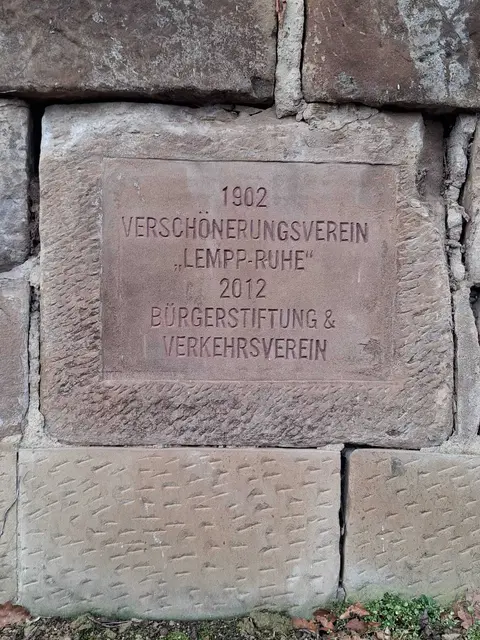 1902
VERSCHÖNERUNGSVEREIN
„LEMPP-RUHE“
2012
BÜRGERSTIFTUNG &
VERKEHRSVEREIN